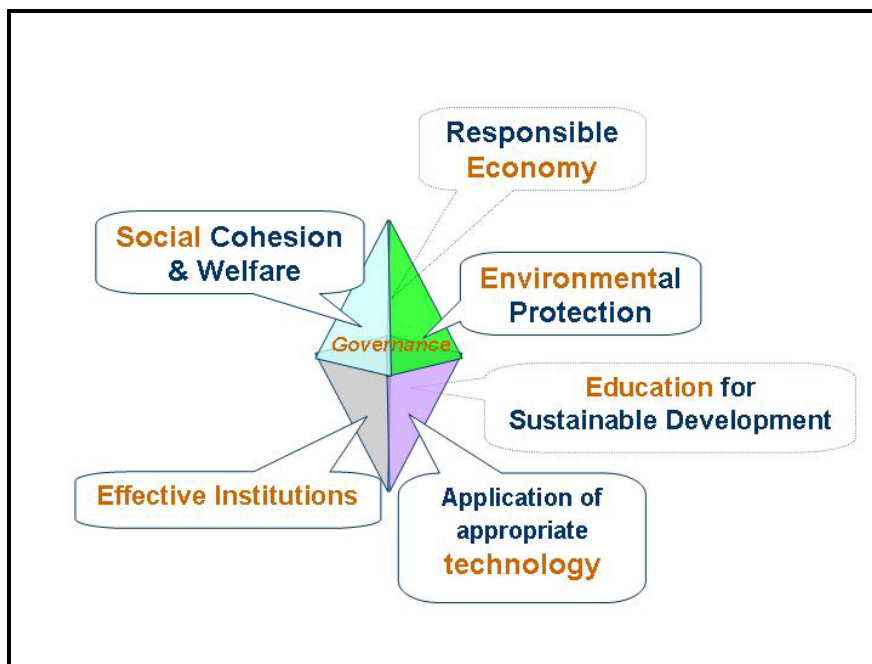 Responsible
Economy
Social Cohesion
& Welfare
Environmental
Protection
Governance
Education for
Sustainable Development
Effective Institutions
Application of
appropriate
technology